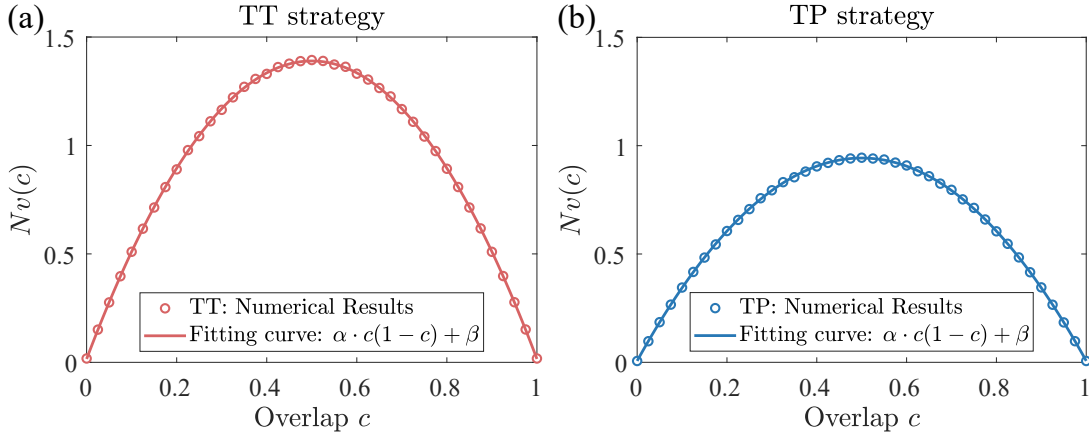 (a)
TT strategy
1.5
1
0.5
0
Nv(c)
TT: Numerical Results
Fitting curve: α · c(1 − c) + β
0 0.2 0.4 0.6 0.8 1
Overlap c
(b)
TP strategy
1.5
1
0.5
0
Nv(c)
TP: Numerical Results
Fitting curve: α · c(1 − c) + β
0 0.2 0.4 0.6 0.8 1
Overlap c